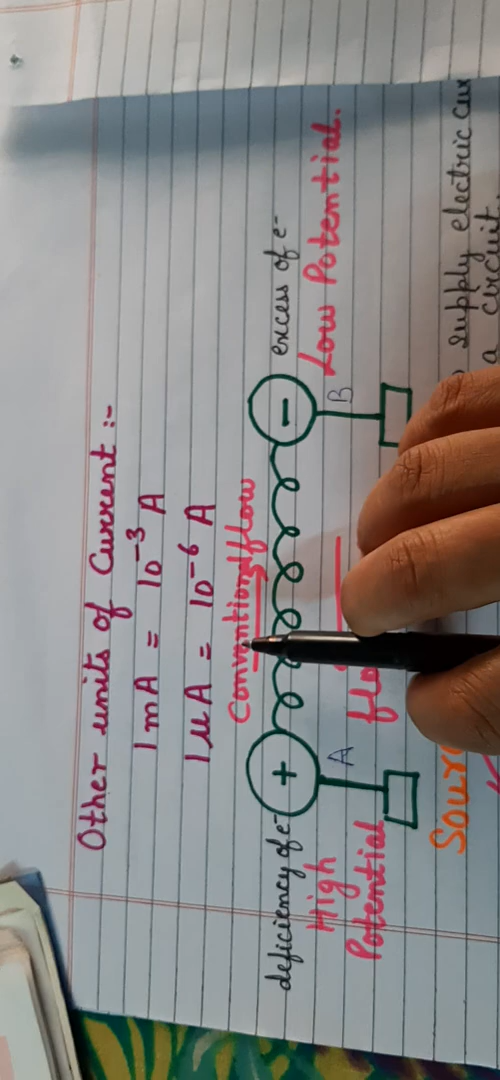 Other units of Current :-
1 mA = 10⁻³ A
1 μA = 10⁻⁶ A
Conventional flow
deficiency of e⁻ + - excess of e⁻
High Potential A B Low Potential.
supply electric
a circuit.